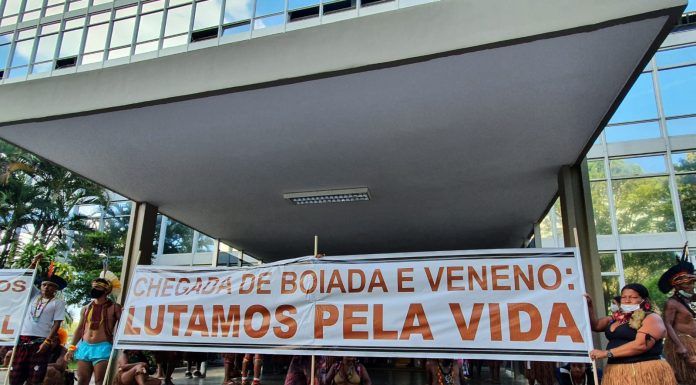 CHEGADA DE BOIADA E VENENO:
LUTAMOS PELA VIDA